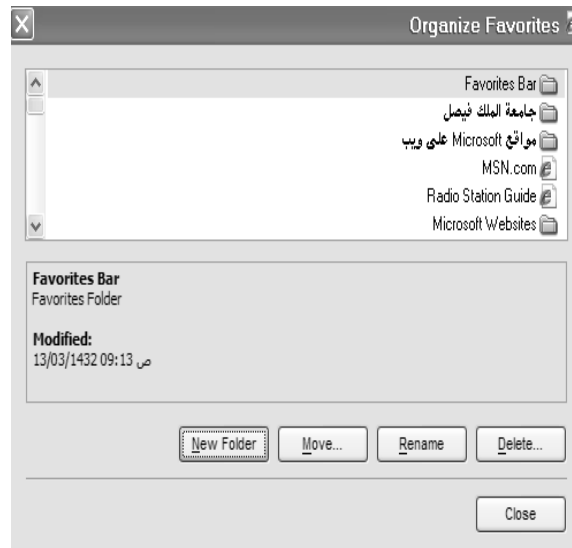 Organize Favorites
Favorites Bar
جامعة الملك فيصل
مواقع Microsoft على ويب
MSN.com
Radio Station Guide
Microsoft Websites
Favorites Bar
Favorites Folder
Modified:
13/03/1432 09:13 ص
New Folder
Move...
Rename
Delete...
Close